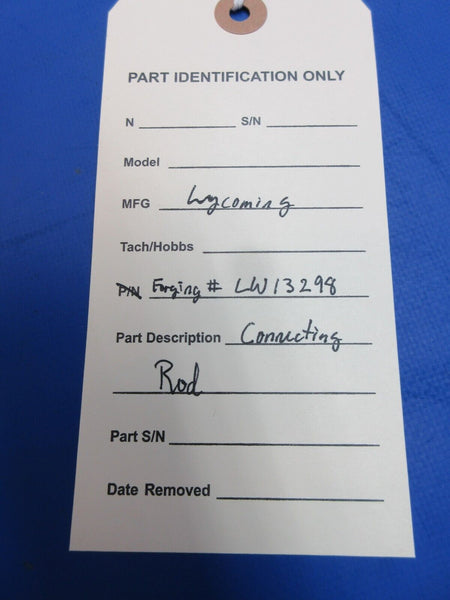 PART IDENTIFICATION ONLY
N S/N
Model
MFG Lycoming
Tach/Hobbs
P/N Forging # LW13298
Part Description Connecting
Rod
Part S/N
Date Removed